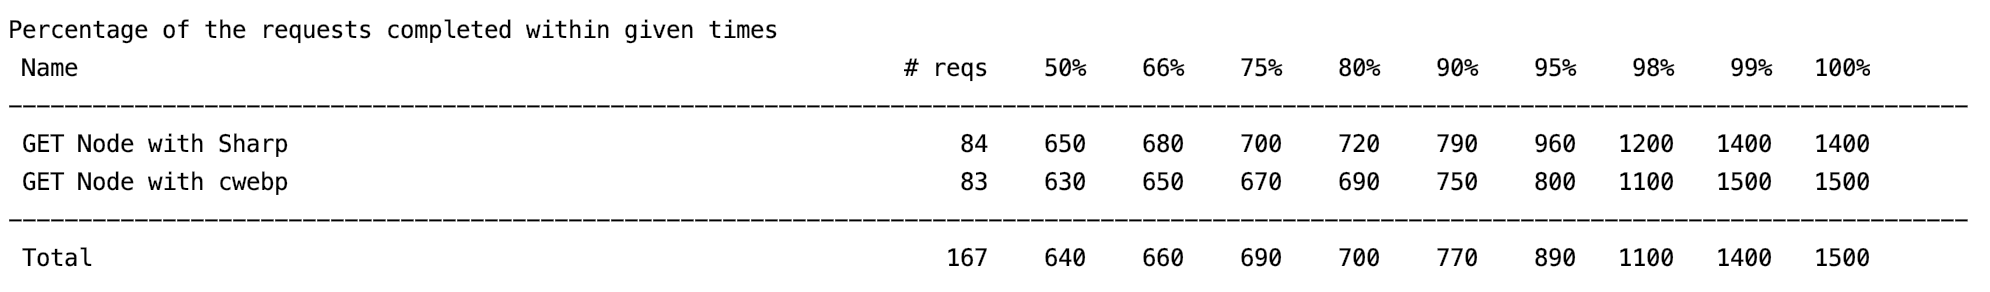 Percentage of the requests completed within given times
Name # reqs 50% 66% 75% 80% 90% 95% 98% 99% 100%
GET Node with Sharp 84 650 680 700 720 790 960 1200 1400 1400
GET Node with cwebp 83 630 650 670 690 750 800 1100 1500 1500
Total 167 640 660 690 700 770 890 1100 1400 1500